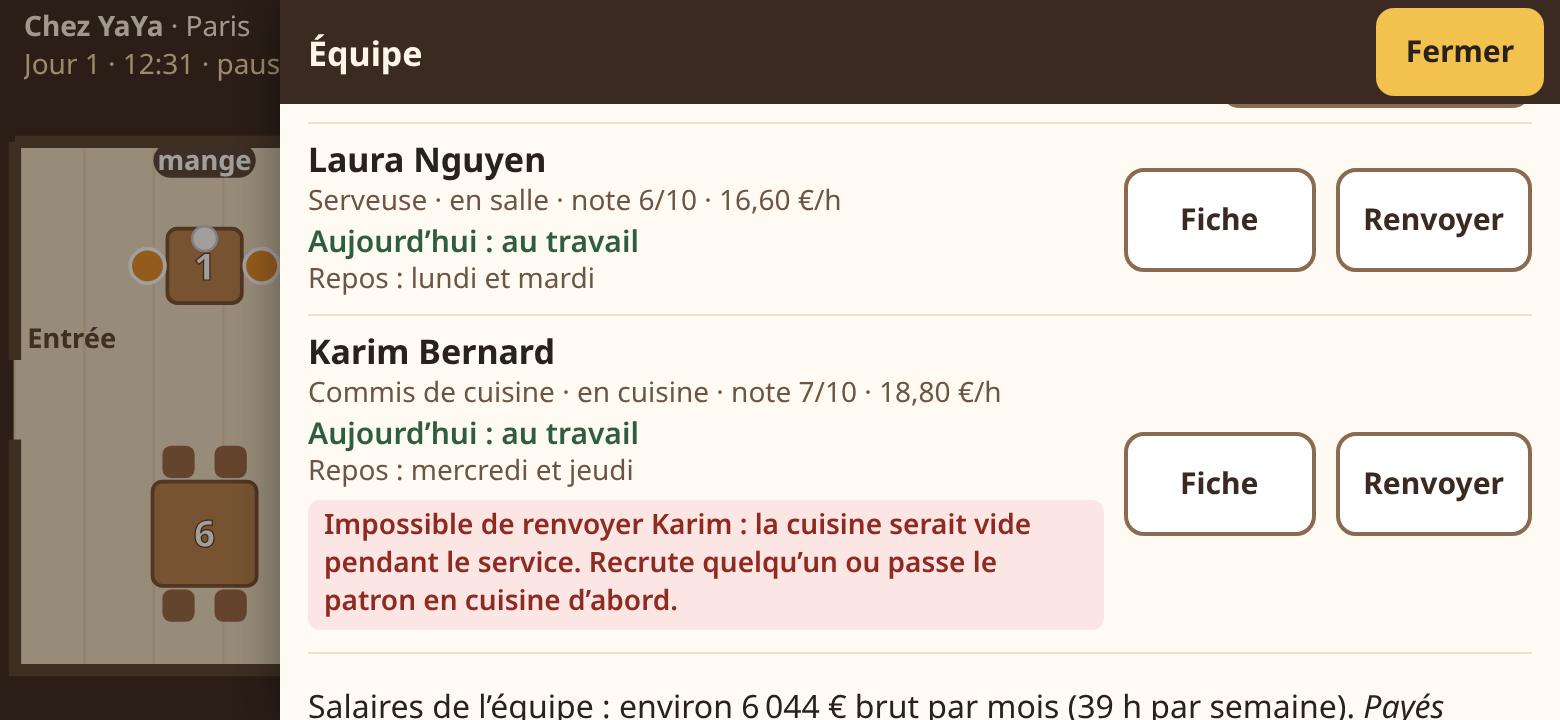 Chez YaYa · Paris
Jour 1 · 12:31 · paus
Équipe
Fermer
mange
1
Entrée
6
Laura Nguyen
Serveuse · en salle · note 6/10 · 16,60 €/h
Aujourd’hui : au travail
Repos : lundi et mardi
Fiche
Renvoyer
Karim Bernard
Commis de cuisine · en cuisine · note 7/10 · 18,80 €/h
Aujourd’hui : au travail
Repos : mercredi et jeudi
Impossible de renvoyer Karim : la cuisine serait vide
pendant le service. Recrute quelqu’un ou passe le
patron en cuisine d’abord.
Fiche
Renvoyer
Salaires de l’équipe : environ 6 044 € brut par mois (39 h par semaine). Payés